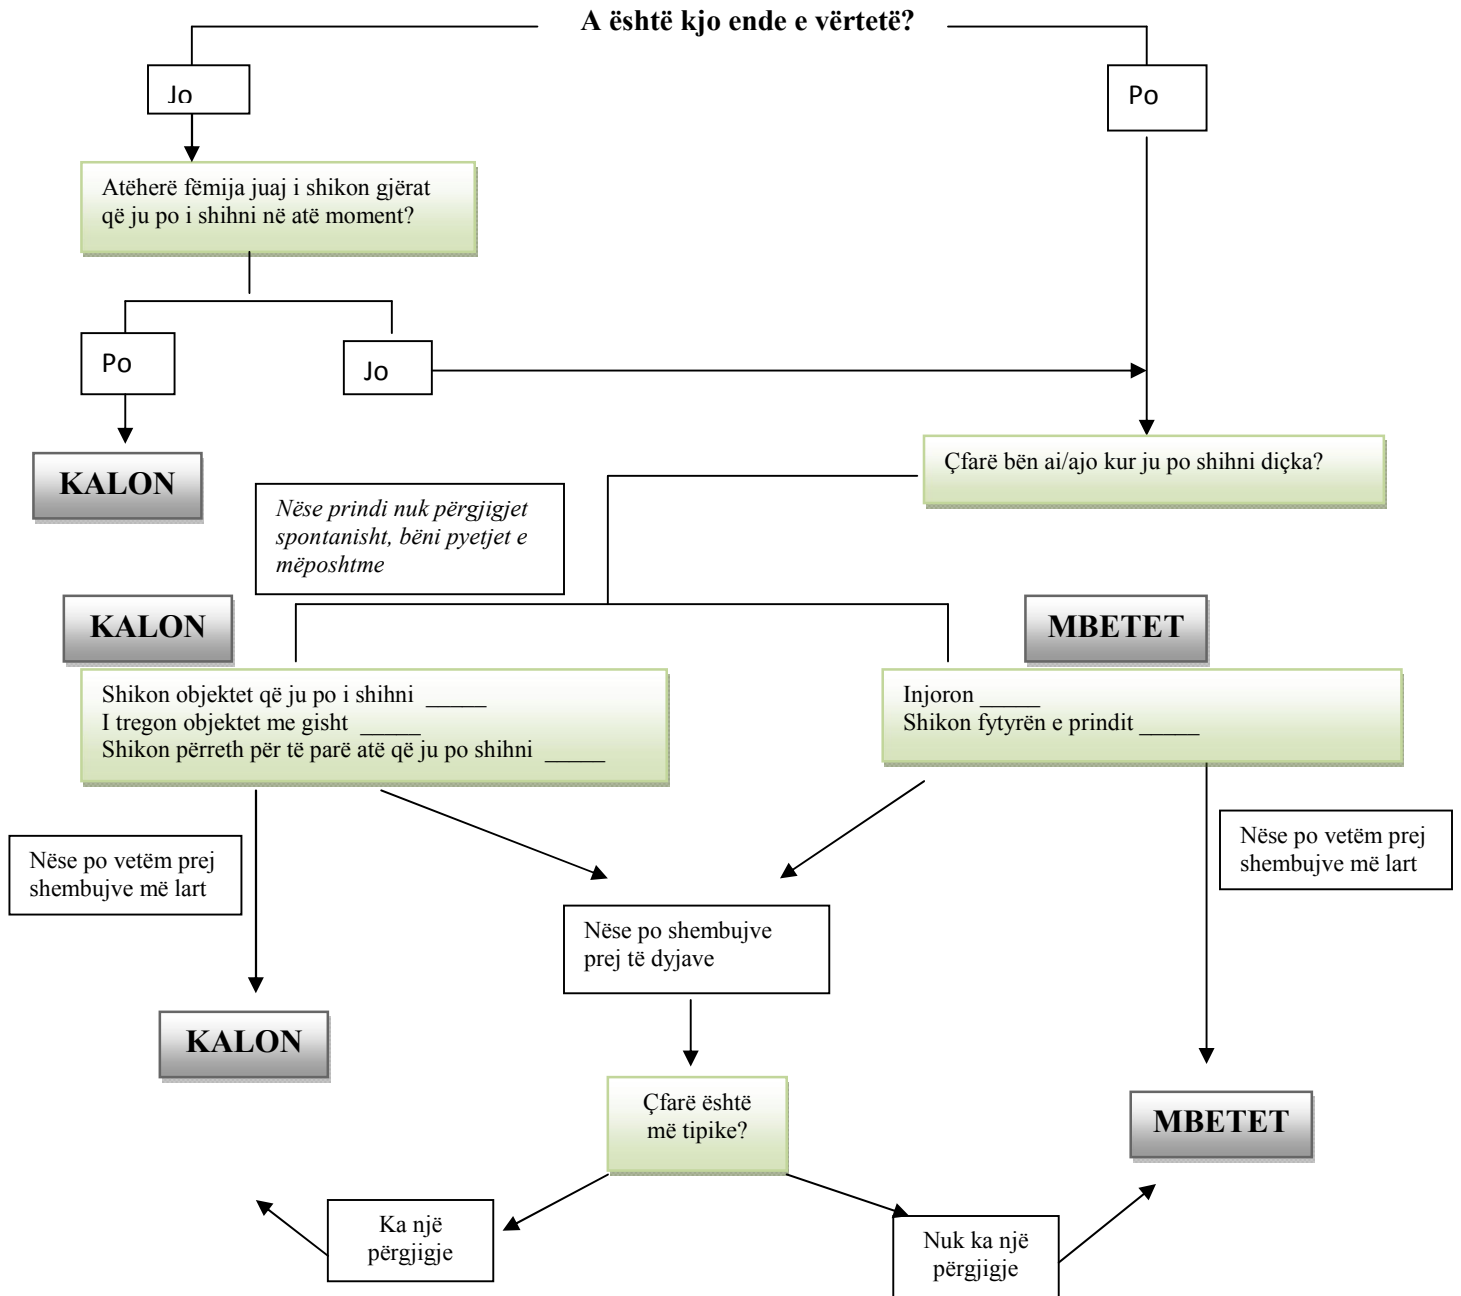 A është kjo ende e vërtetë?
Jo
Po
Atëherë fëmija juaj i shikon gjërat
që ju po i shihni në atë moment?
Po
Jo
KALON
Çfarë bën ai/ajo kur ju po shihni diçka?
Nëse prindi nuk përgjigjet
spontanisht, bëni pyetjet e
mëposhtme
KALON
MBETET
Shikon objektet që ju po i shihni _____
I tregon objektet me gisht _____
Shikon përreth për të parë atë që ju po shihni _____
Injoron _____
Shikon fytyrën e prindit _____
Nëse po vetëm prej
shembujve më lart
Nëse po vetëm prej
shembujve më lart
Nëse po shembujve
prej të dyjave
KALON
Çfarë është
më tipike?
MBETET
Ka një
përgjigje
Nuk ka një
përgjigje